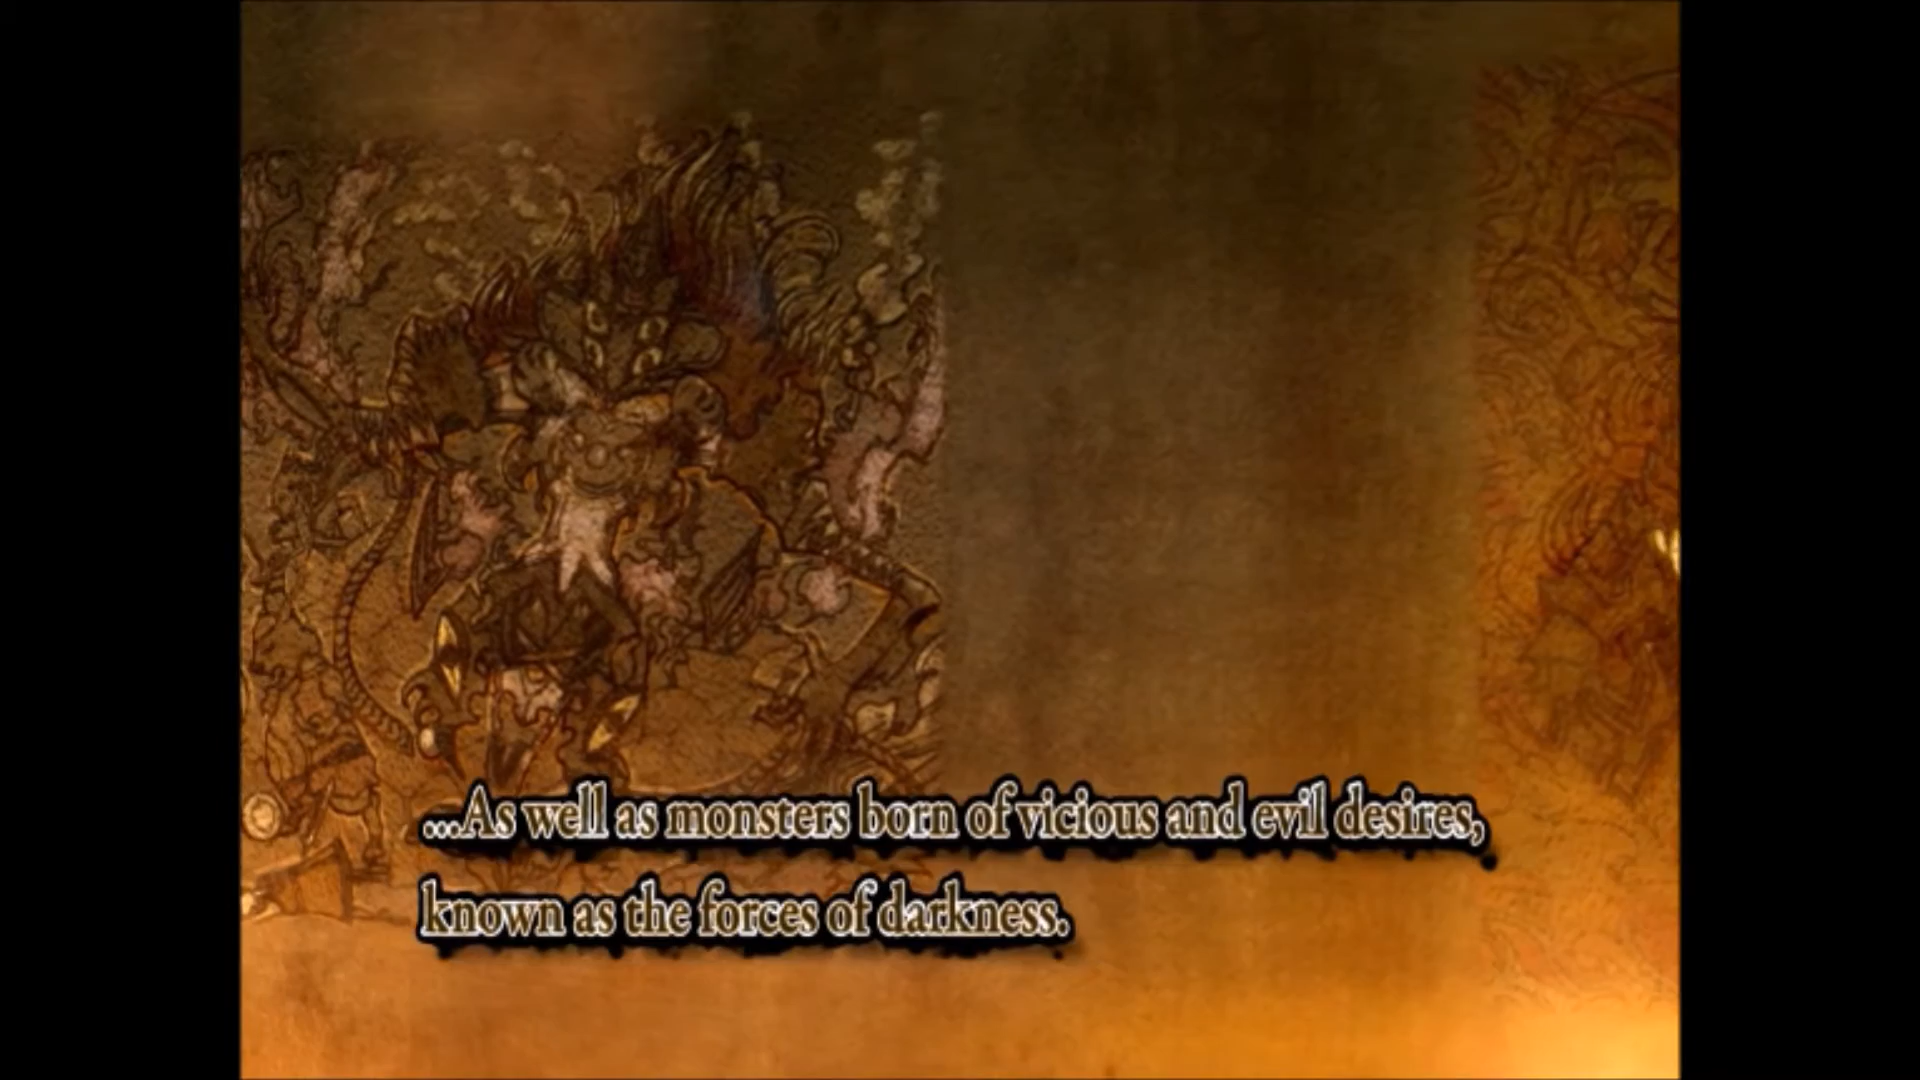 ...As well as monsters born of vicious and evil desires,
known as the forces of darkness.